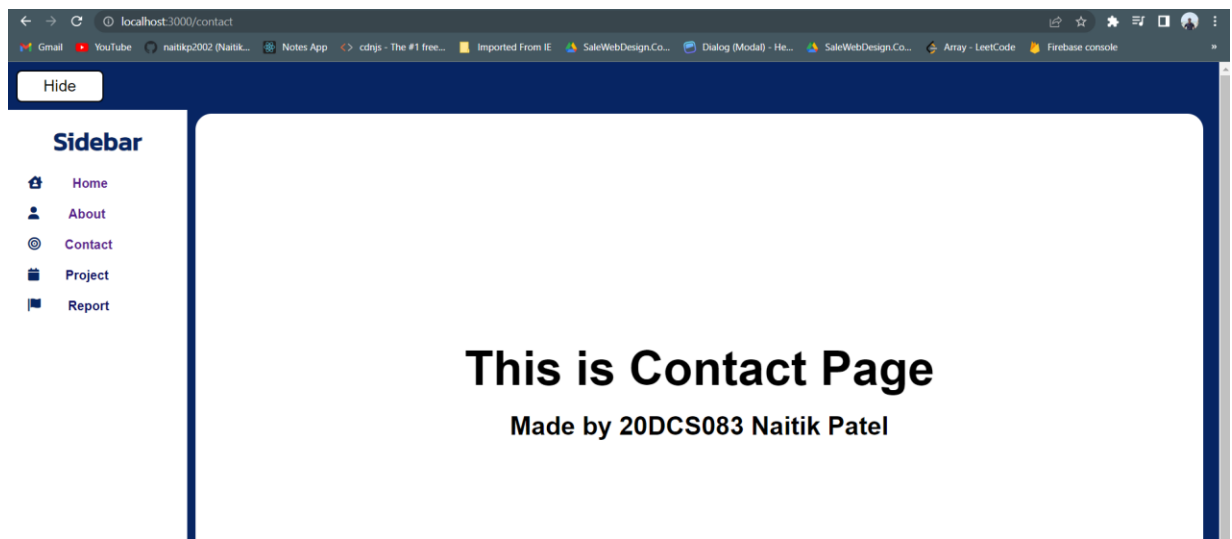 localhost:3000/contact
Gmail YouTube naitikp2002 (Naitik... Notes App cdnjs - The #1 free... Imported From IE SaleWebDesign.Co... Dialog (Modal) - He... SaleWebDesign.Co... Array - LeetCode Firebase console »
Hide
Sidebar
Home
About
Contact
Project
Report
This is Contact Page
Made by 20DCS083 Naitik Patel